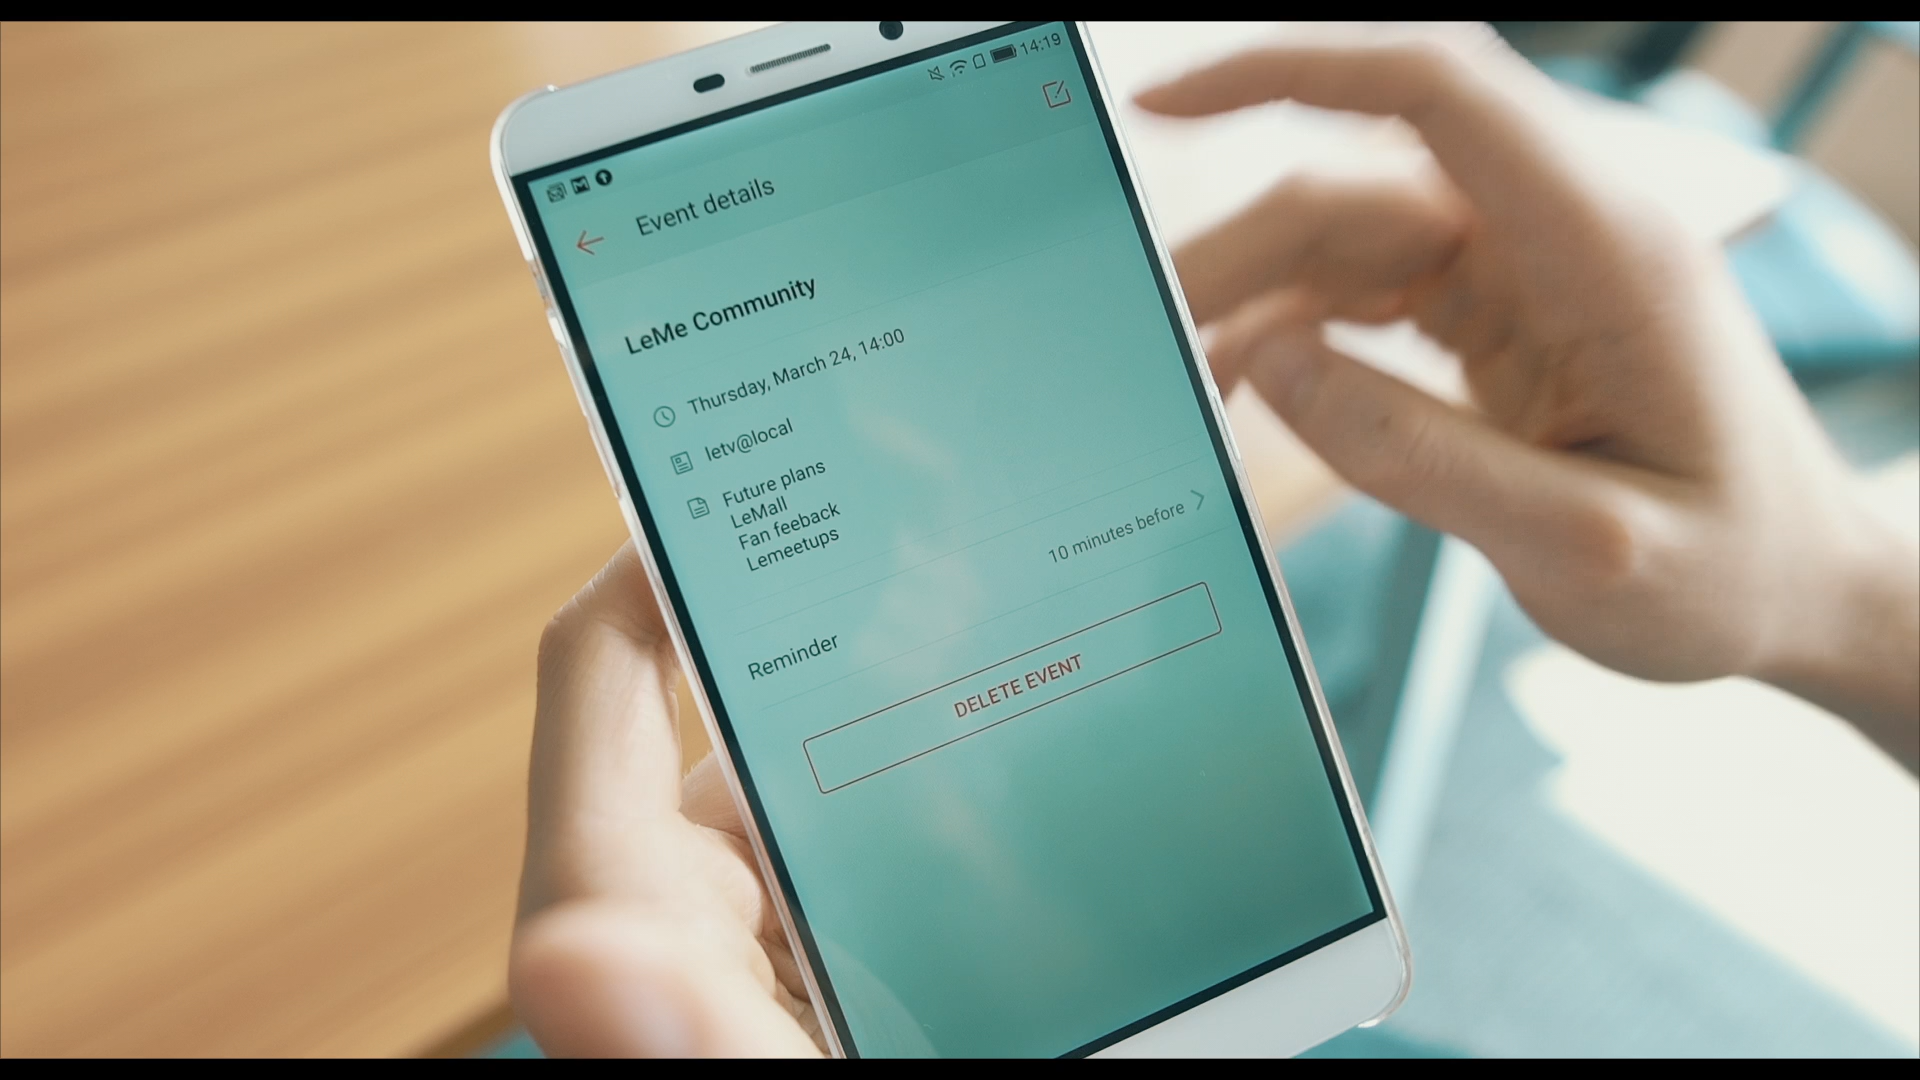 14:19
Event details
LeMe Community
Thursday, March 24, 14:00
letv@local
Future plans
LeMall
Fan feeback
Lemeetups
Reminder
10 minutes before
DELETE EVENT